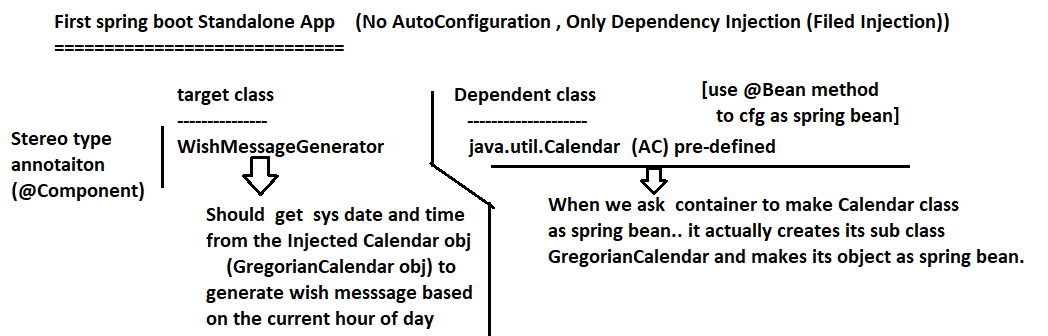 First spring boot Standalone App (No AutoConfiguration , Only Dependency Injection (Filed Injection))
=============================
target class
---------------
Stereo type
annotaiton
(@Component)
WishMessageGenerator
Should get sys date and time
from the Injected Calendar obj
(GregorianCalendar obj) to
generate wish messsage based
on the current hour of day
Dependent class
--------------------
[use @Bean method
to cfg as spring bean]
java.util.Calendar (AC) pre-defined
When we ask container to make Calendar class
as spring bean.. it actually creates its sub class
GregorianCalendar and makes its object as spring bean.